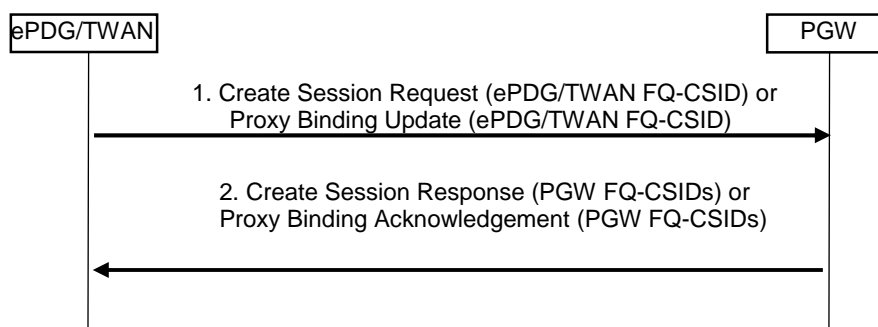 ePDG/TWAN
PGW
1. Create Session Request (ePDG/TWAN FQ-CSID) or
Proxy Binding Update (ePDG/TWAN FQ-CSID)
2. Create Session Response (PGW FQ-CSIDs) or
Proxy Binding Acknowledgement (PGW FQ-CSIDs)